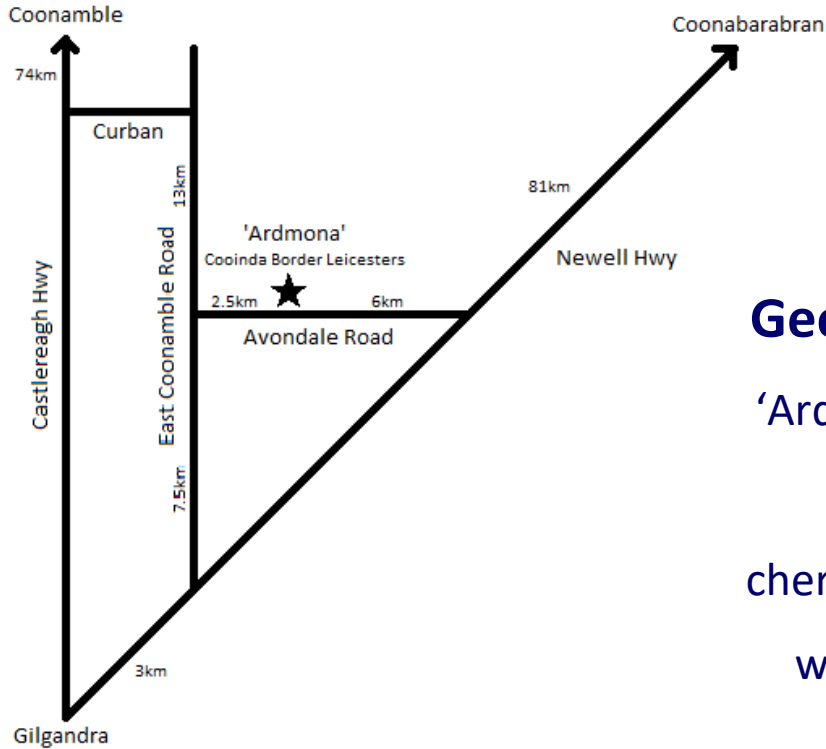 Coonamble
Coonabarabran
74km
Curban
13km
81km
'Ardmona'
Cooinda Border Leicesters
Newell Hwy
2.5km
6km
Avondale Road
Castlereagh Hwy
East Coonamble Road
7.5km
3km
Gilgandra